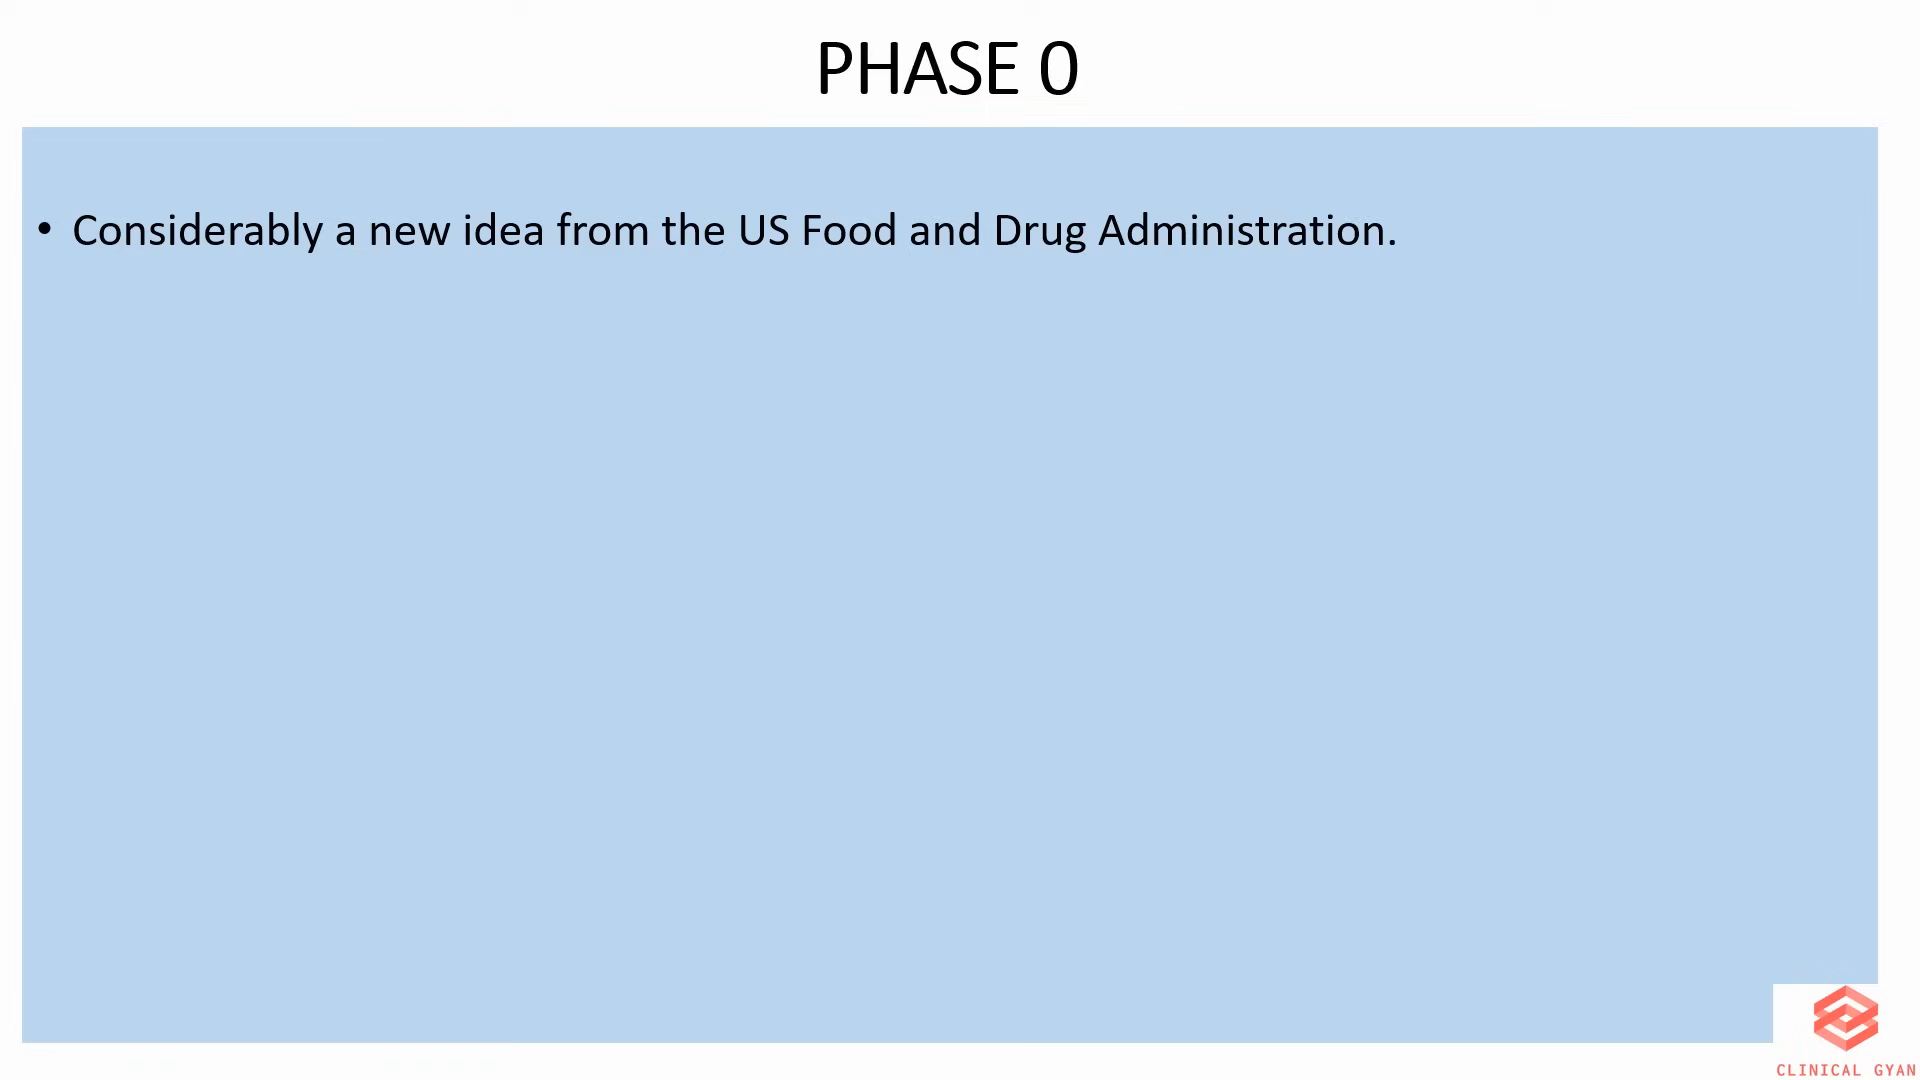 PHASE 0
• Considerably a new idea from the US Food and Drug Administration.
CLINICAL GYAN